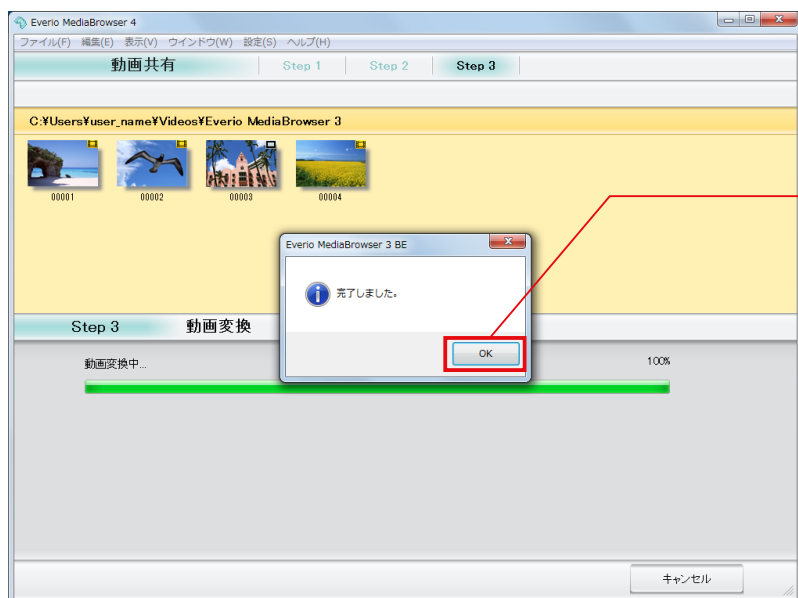 Everio MediaBrowser 4
ファイル(F) 編集(E) 表示(V) ウインドウ(W) 設定(S) ヘルプ(H)
動画共有 Step 1 Step 2 Step 3
C:¥Users¥user_name¥Videos¥Everio MediaBrowser 3
00001 00002 00003 00004
Everio MediaBrowser 3 BE
完了しました。
OK
Step 3 動画変換
動画変換中... 100%
キャンセル